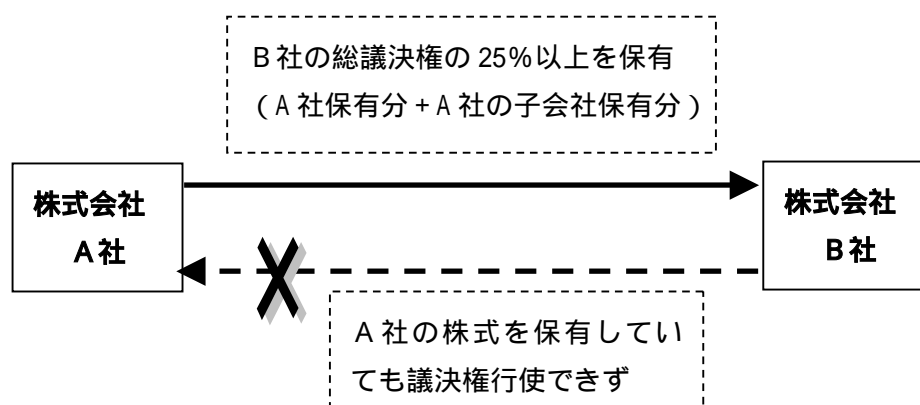 B社の総議決権の25%以上を保有
(A社保有分+A社の子会社保有分)
株式会社
A社
株式会社
B社
A社の株式を保有してい
ても議決権行使できず